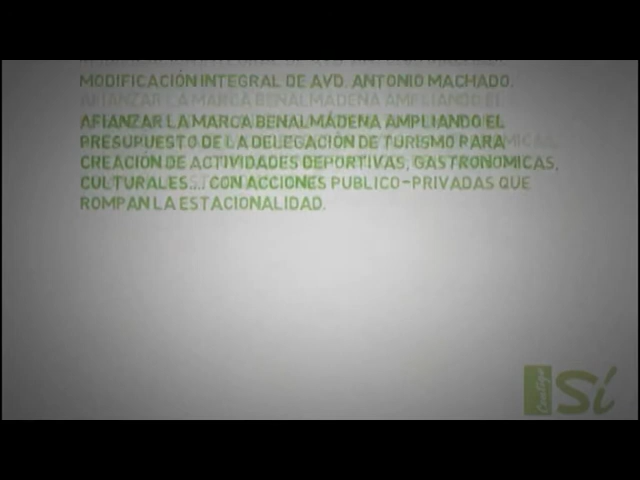 MODIFICACIÓN INTEGRAL DE AVD. ANTONIO MACHADO.
AFIANZAR LA MARCA BENALMÁDENA AMPLIANDO EL
PRESUPUESTO DE LA DELEGACIÓN DE TURISMO PARA
CREACIÓN DE ACTIVIDADES DEPORTIVAS, GASTRONOMICAS,
CULTURALES.... CON ACCIONES PUBLICO-PRIVADAS QUE
ROMPAN LA ESTACIONALIDAD.
Sí